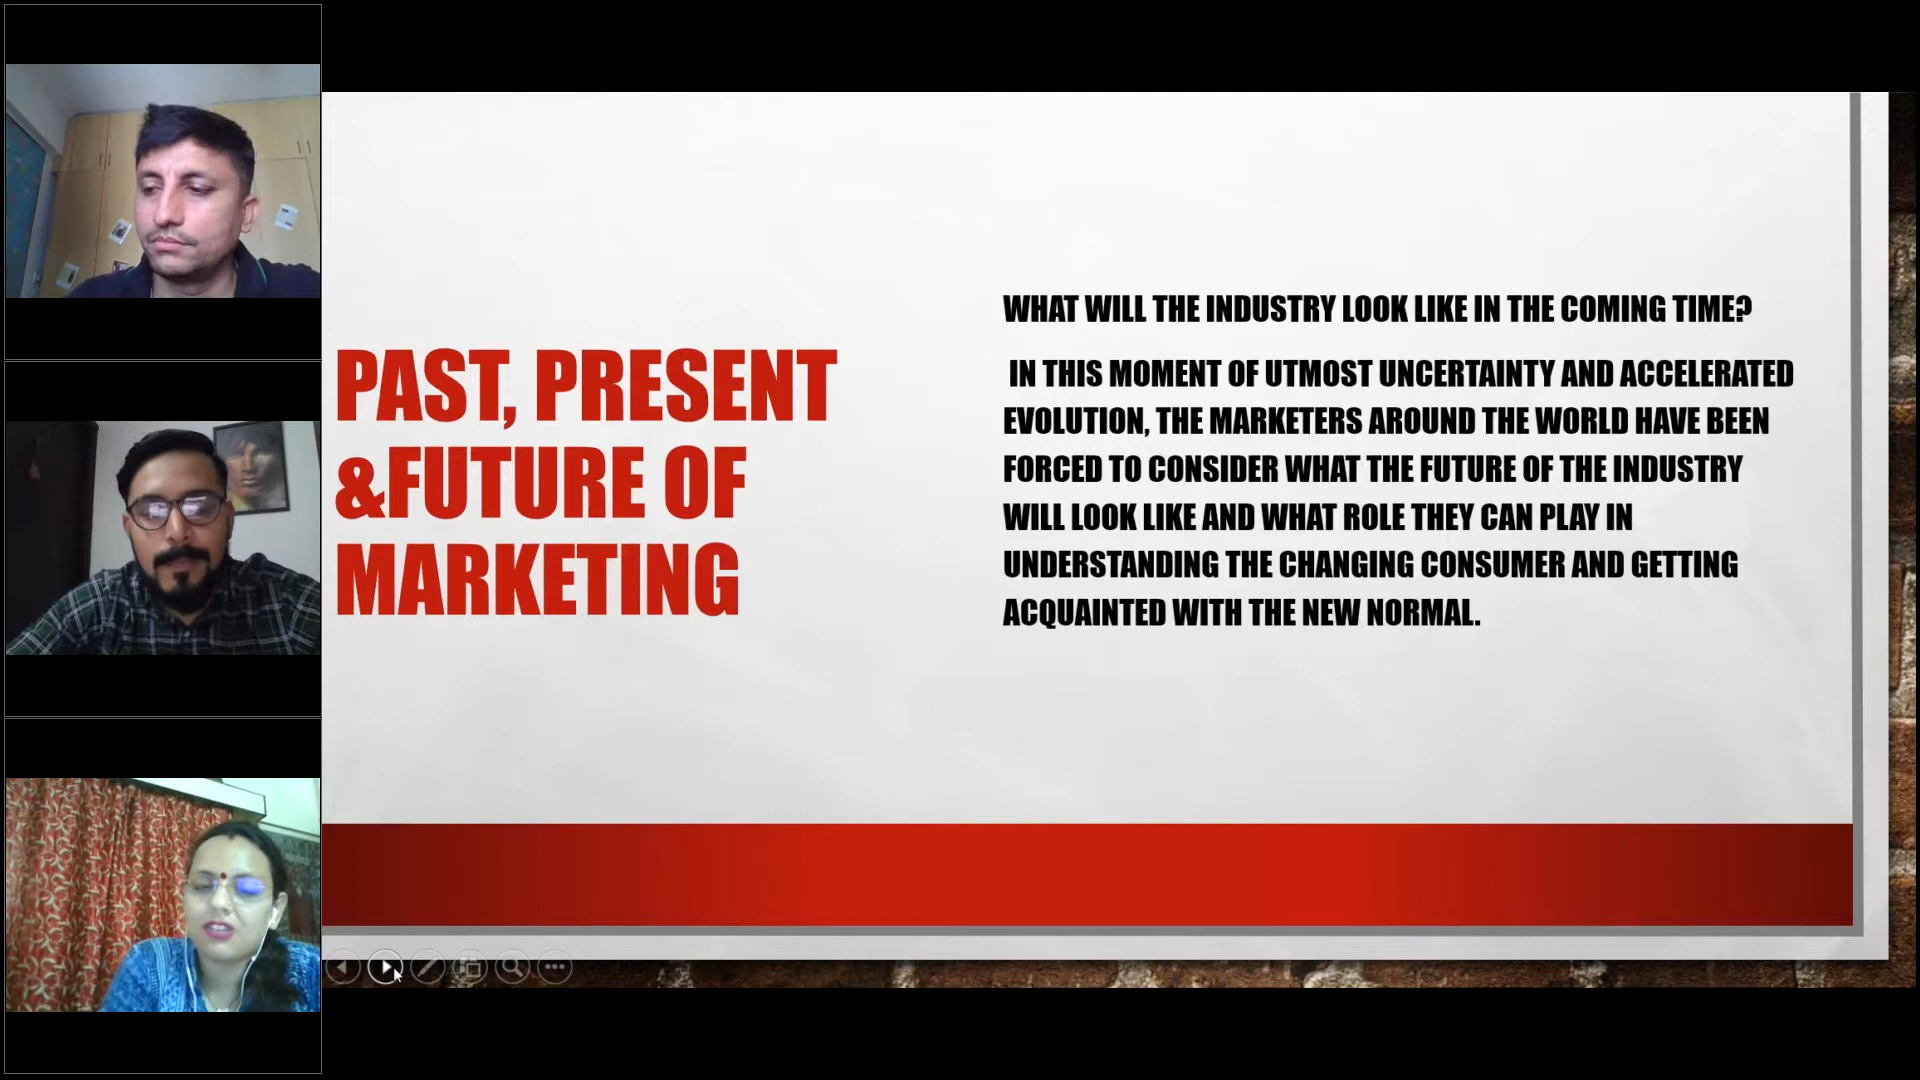 PAST, PRESENT
&FUTURE OF
MARKETING
WHAT WILL THE INDUSTRY LOOK LIKE IN THE COMING TIME?
IN THIS MOMENT OF UTMOST UNCERTAINTY AND ACCELERATED
EVOLUTION, THE MARKETERS AROUND THE WORLD HAVE BEEN
FORCED TO CONSIDER WHAT THE FUTURE OF THE INDUSTRY
WILL LOOK LIKE AND WHAT ROLE THEY CAN PLAY IN
UNDERSTANDING THE CHANGING CONSUMER AND GETTING
ACQUAINTED WITH THE NEW NORMAL.